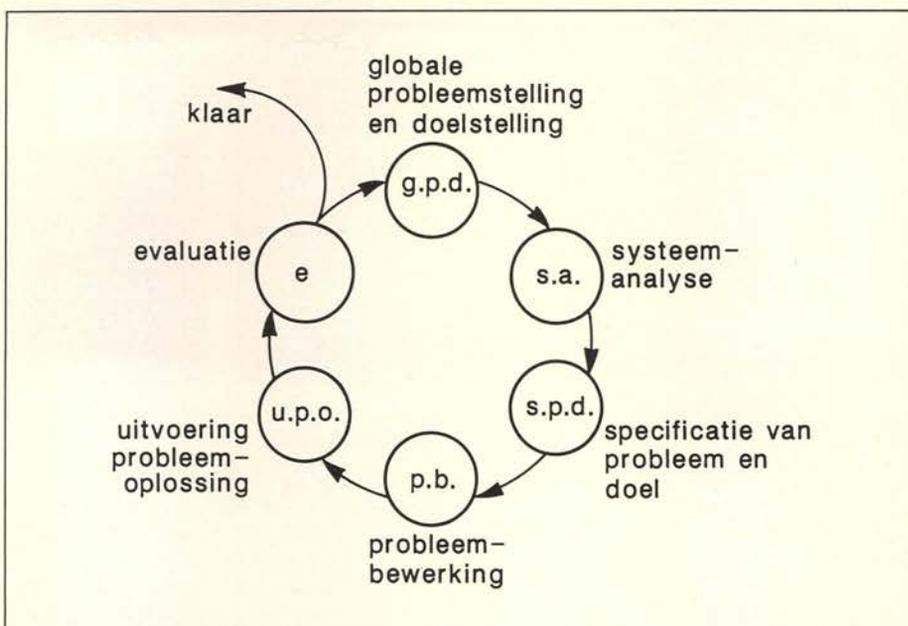 globale
probleemstelling
en doelstelling
klaar
g.p.d.
evaluatie
e
systeem-
analyse
s.a.
u.p.o.
s.p.d.
uitvoering
probleem-
oplossing
specificatie van
probleem en
doel
p.b.
probleem-
bewerking